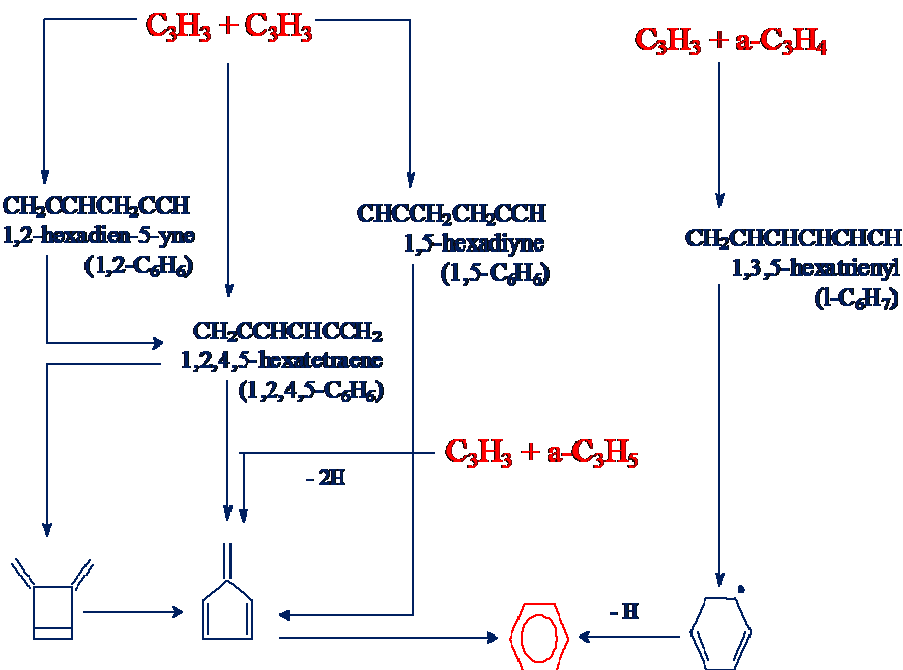 C₃H₃ + C₃H₃
C₃H₃ + a-C₃H₄
CH₂CCHCH₂CCH
1,2-hexadien-5-yne
(1,2-C₆H₆)
CHCCH₂CH₂CCH
1,5-hexadiyne
(1,5-C₆H₆)
CH₂CHCHCHCHCH
1,3,5-hexatrienyl
(l-C₆H₇)
CH₂CCHCHCCH₂
1,2,4,5-hexatetraene
(1,2,4,5-C₆H₆)
C₃H₃ + a-C₃H₅
- 2H
- H